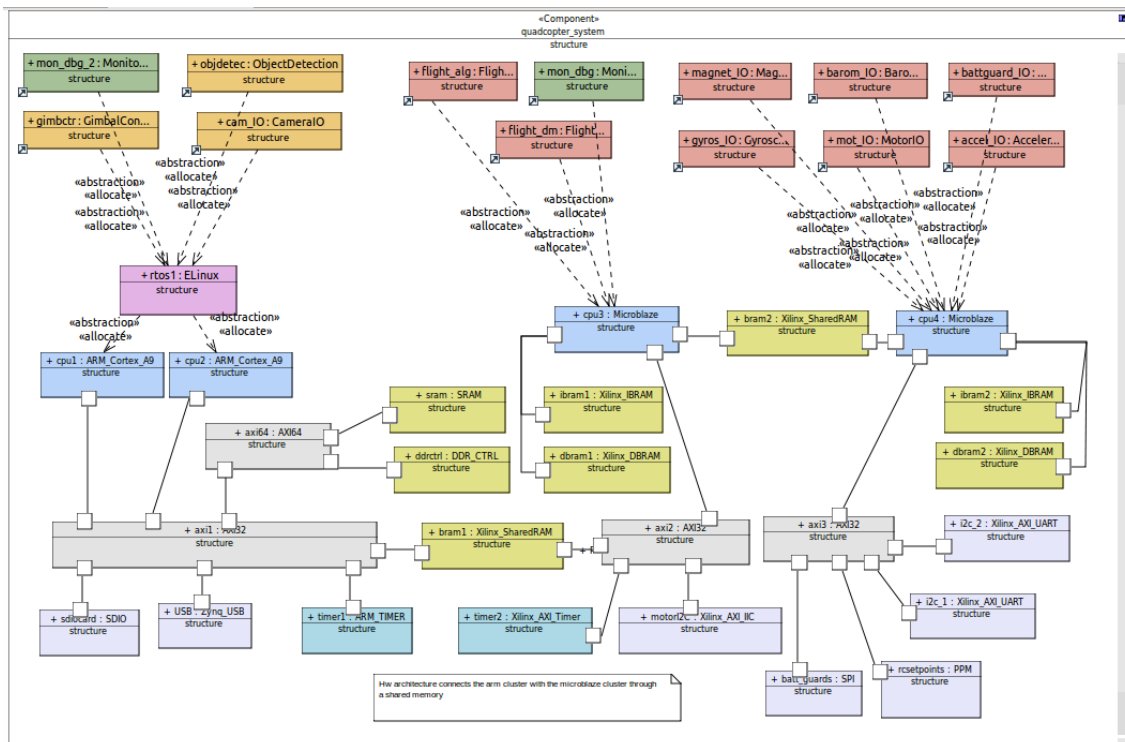 «Component»
quadcopter_system
structure
+ mon_dbg_2 : Monito...
structure
+ objdetec : ObjectDetection
structure
+ flight_alg : Fligh...
structure
+ mon_dbg : Moni...
structure
+ magnet_IO : Mag...
structure
+ barom_IO : Baro...
structure
+ battguard_IO : ...
structure
+ gimbctr : GimbalCon...
structure
+ cam_IO : CameraIO
structure
+ flight_dm : Flight...
structure
+ gyros_IO : Gyrosc...
structure
+ mot_IO : MotorIO
structure
+ accel_IO : Acceler...
structure
«abstraction»
«allocate»
«abstraction»
«allocate»
«abstraction»
«allocate»
«abstraction»
«allocate»
«abstraction»
«allocate»
«abstraction»
«allocate»
«abstraction»
«allocate»
«abstraction»
«allocate»
«abstraction»
«allocate»
«abstraction»
«allocate»
«abstraction»
«allocate»
«abstraction»
«allocate»
+ rtos1 : ELinux
structure
«abstraction»
«allocate»
«abstraction»
«allocate»
+ cpu3 : Microblaze
structure
+ bram2 : Xilinx_SharedRAM
structure
+ cpu4 : Microblaze
structure
+ cpu1 : ARM_Cortex_A9
structure
+ cpu2 : ARM_Cortex_A9
structure
+ sram : SRAM
structure
+ ibram1 : Xilinx_IBRAM
structure
+ ibram2 : Xilinx_IBRAM
structure
+ axi64 : AXI64
structure
+ ddrctrl : DDR_CTRL
structure
+ dbram1 : Xilinx_DBRAM
structure
+ dbram2 : Xilinx_DBRAM
structure
+ axi1 : AXI32
structure
+ bram1 : Xilinx_SharedRAM
structure
+ axi2 : AXI32
structure
+ axi3 : AXI32
structure
+ i2c_2 : Xilinx_AXI_UART
structure
+ sdiocard : SDIO
structure
+ USB : Zynq_USB
structure
+ timer1 : ARM_TIMER
structure
+ timer2 : Xilinx_AXI_Timer
structure
+ motorI2C : Xilinx_AXI_IIC
structure
+ i2c_1 : Xilinx_AXI_UART
structure
+ batt_guards : SPI
structure
+ rcsetpoints : PPM
structure
Hw architecture connects the arm cluster with the microblaze cluster through
a shared memory